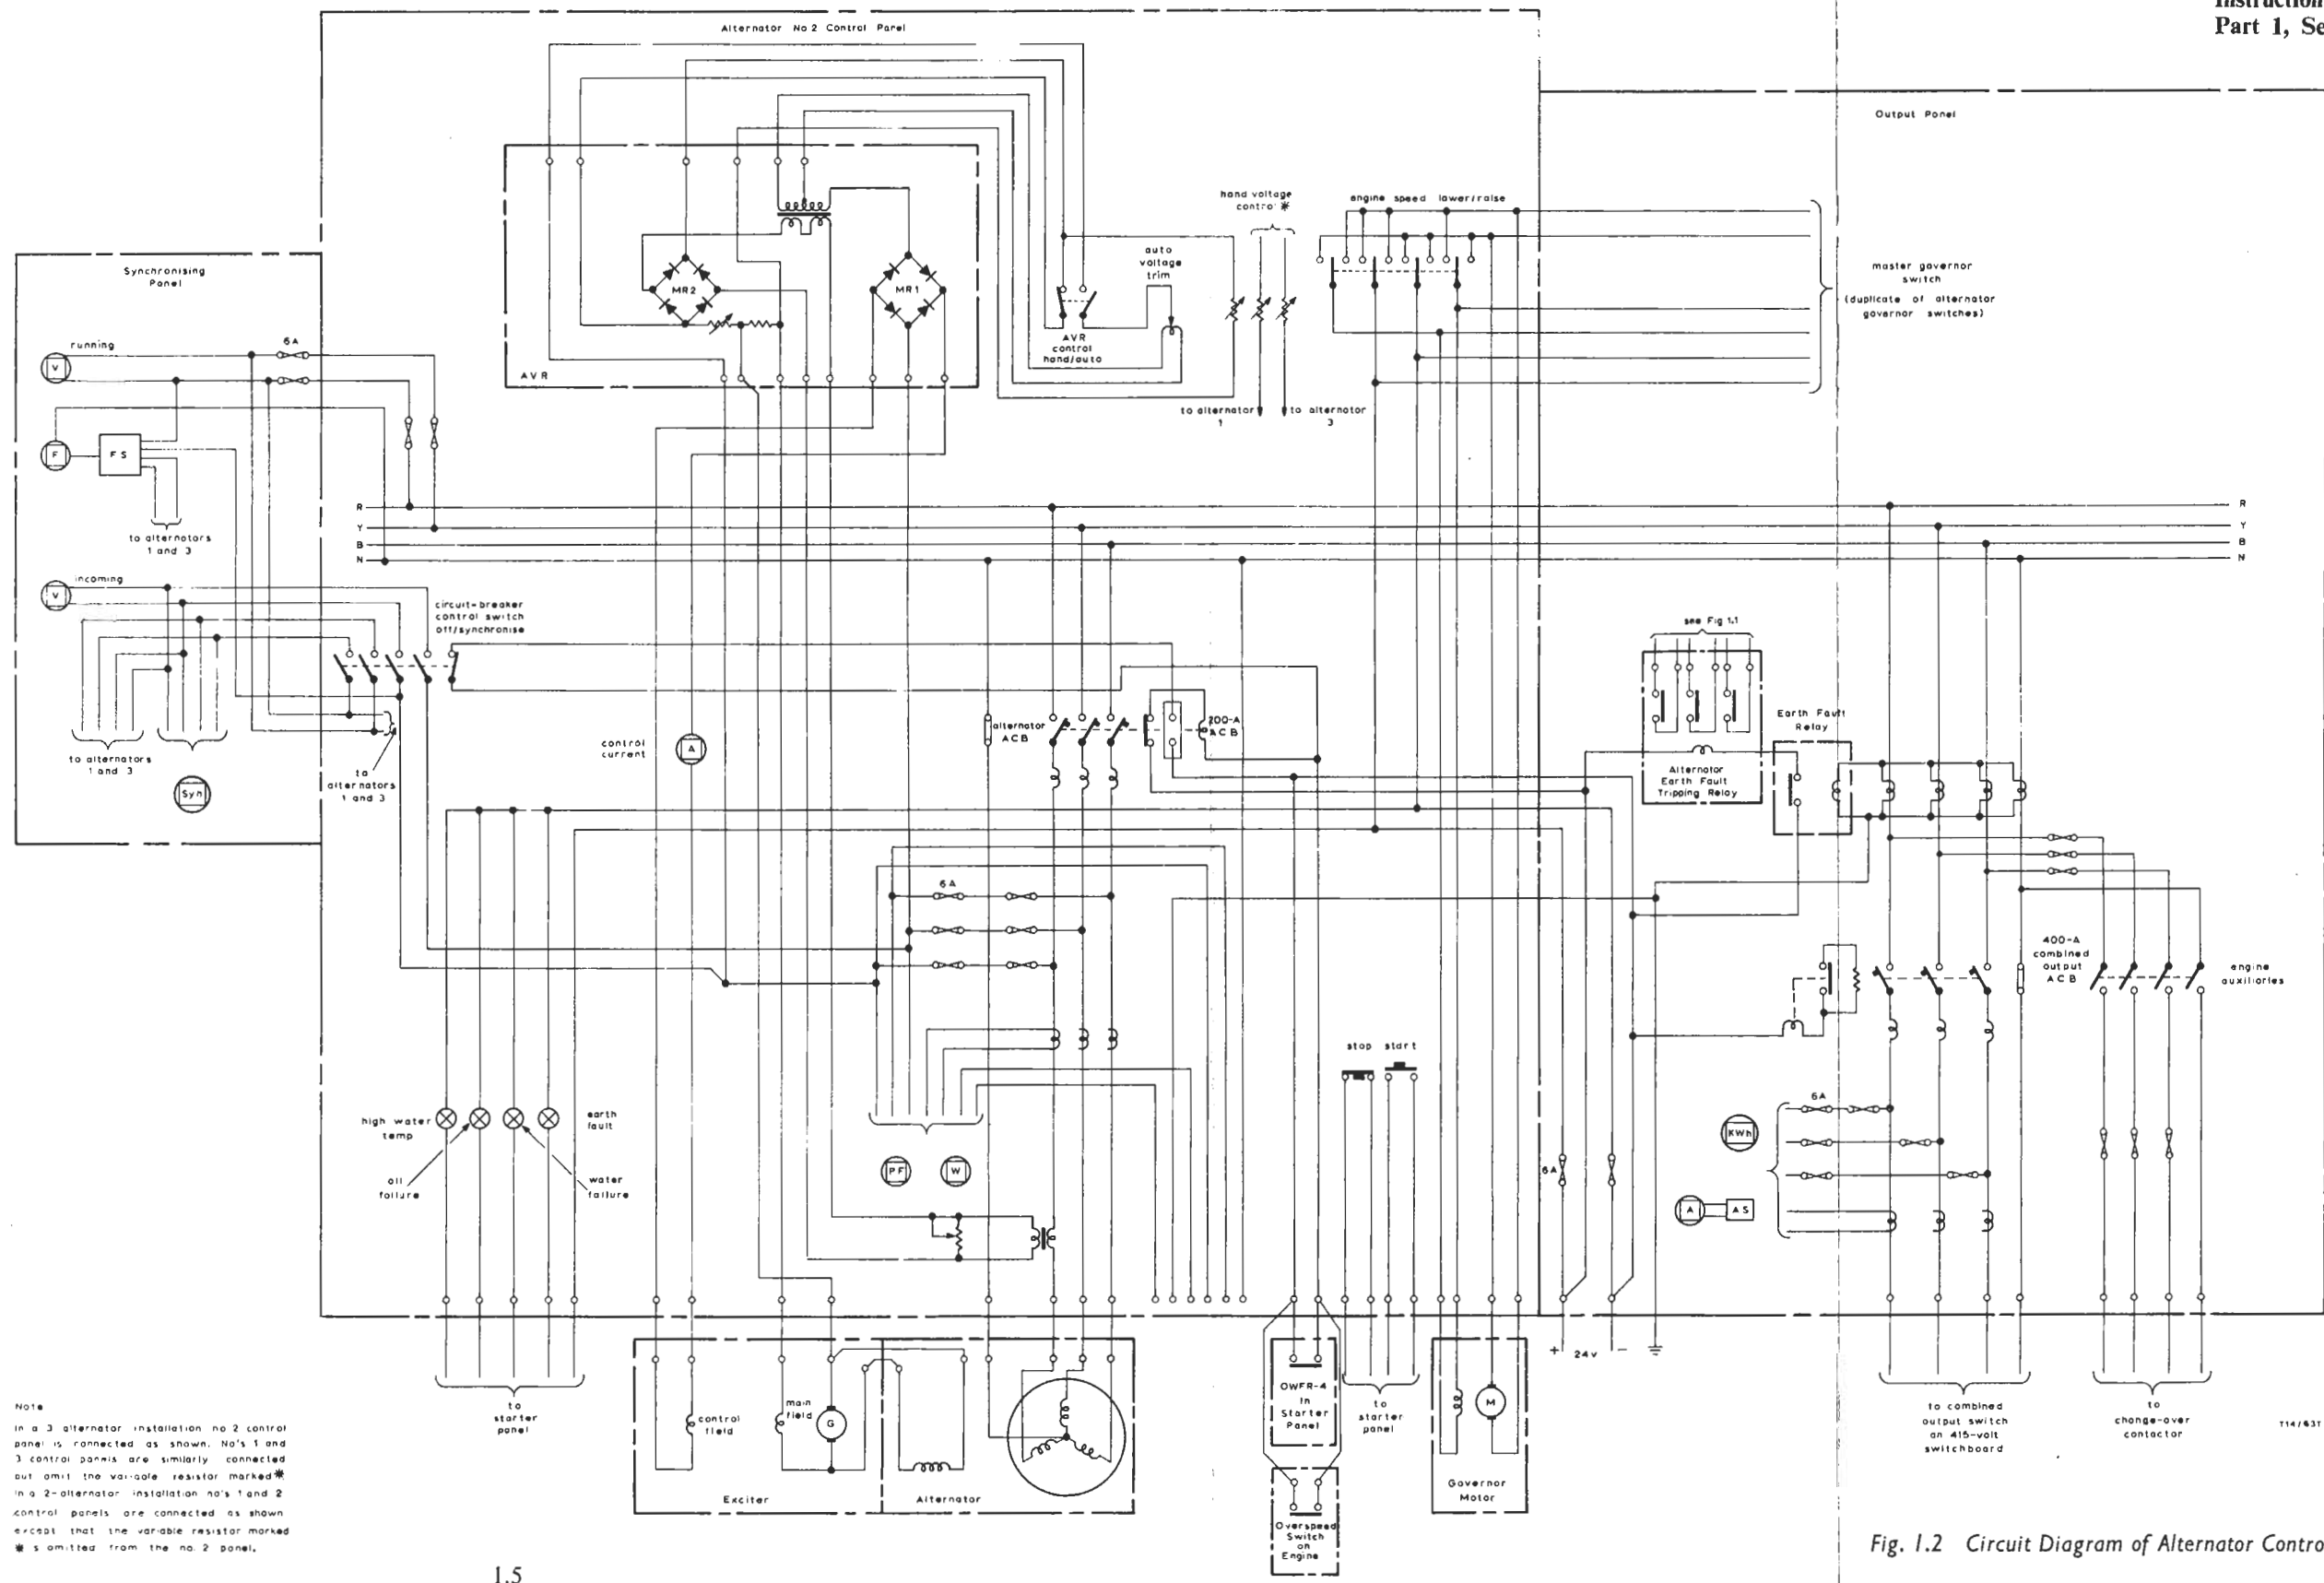 Part 1, Se
Alternator No 2 Control Panel
Output Panel
Synchronising
Panel
running
6A
V
F
FS
to alternators
1 and 3
incoming
V
circuit-breaker
control switch
off/synchronise
to alternators
1 and 3
to
alternators
1 and 3
Syn
MR2
MR1
AVR
AVR
control
hand/auto
auto
voltage
trim
hand voltage
control *
to alternator
1
to alternator
3
engine speed lower/raise
master governor
switch
(duplicate of alternator
governor switches)
R
Y
B
N
R
Y
B
N
control
current
A
alternator
ACB
200-A
ACB
see Fig 1.1
Alternator
Earth Fault
Tripping Relay
Earth Fault
Relay
6A
400-A
combined
output
ACB
engine
auxiliaries
high water
temp
oil
failure
water
failure
earth
fault
PF
W
stop start
6A
6A
KWh
A
AS
+ 24v −
to
starter
panel
control
field
main
field
G
Exciter
Alternator
OWFR-4
In
Starter
Panel
to
starter
panel
Overspeed
Switch
on
Engine
M
Governor
Motor
to combined
output switch
on 415-volt
switchboard
to
change-over
contactor
T14/63T
Note
In a 3 alternator installation no 2 control
panel is connected as shown. No's 1 and
3 control panels are similarly connected
but omit the variable resistor marked *
In a 2-alternator installation no's 1 and 2
control panels are connected as shown
except that the variable resistor marked
* is omitted from the no. 2 panel.
1.5
Fig. 1.2 Circuit Diagram of Alternator Contro